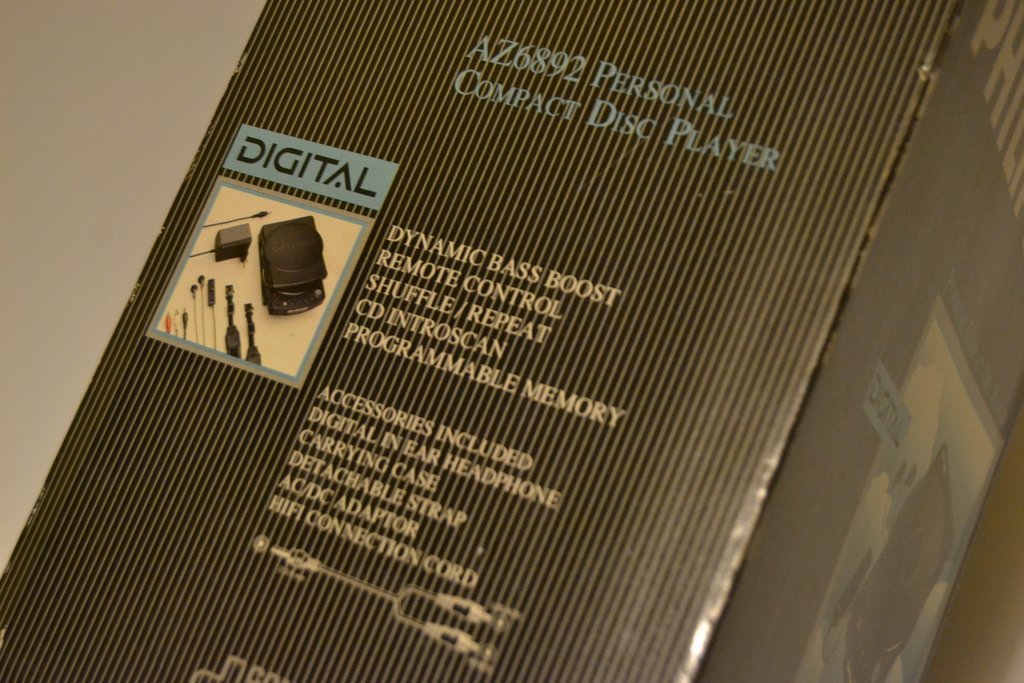 AZ6892 PERSONAL
COMPACT DISC PLAYER
DIGITAL
DYNAMIC BASS BOOST
REMOTE CONTROL
SHUFFLE / REPEAT
CD INTROSCAN
PROGRAMMABLE MEMORY
ACCESSORIES INCLUDED
DIGITAL IN EAR HEADPHONE
CARRYING CASE
DETACHABLE STRAP
AC/DC ADAPTOR
HIFI CONNECTION CORD
DIGITAL